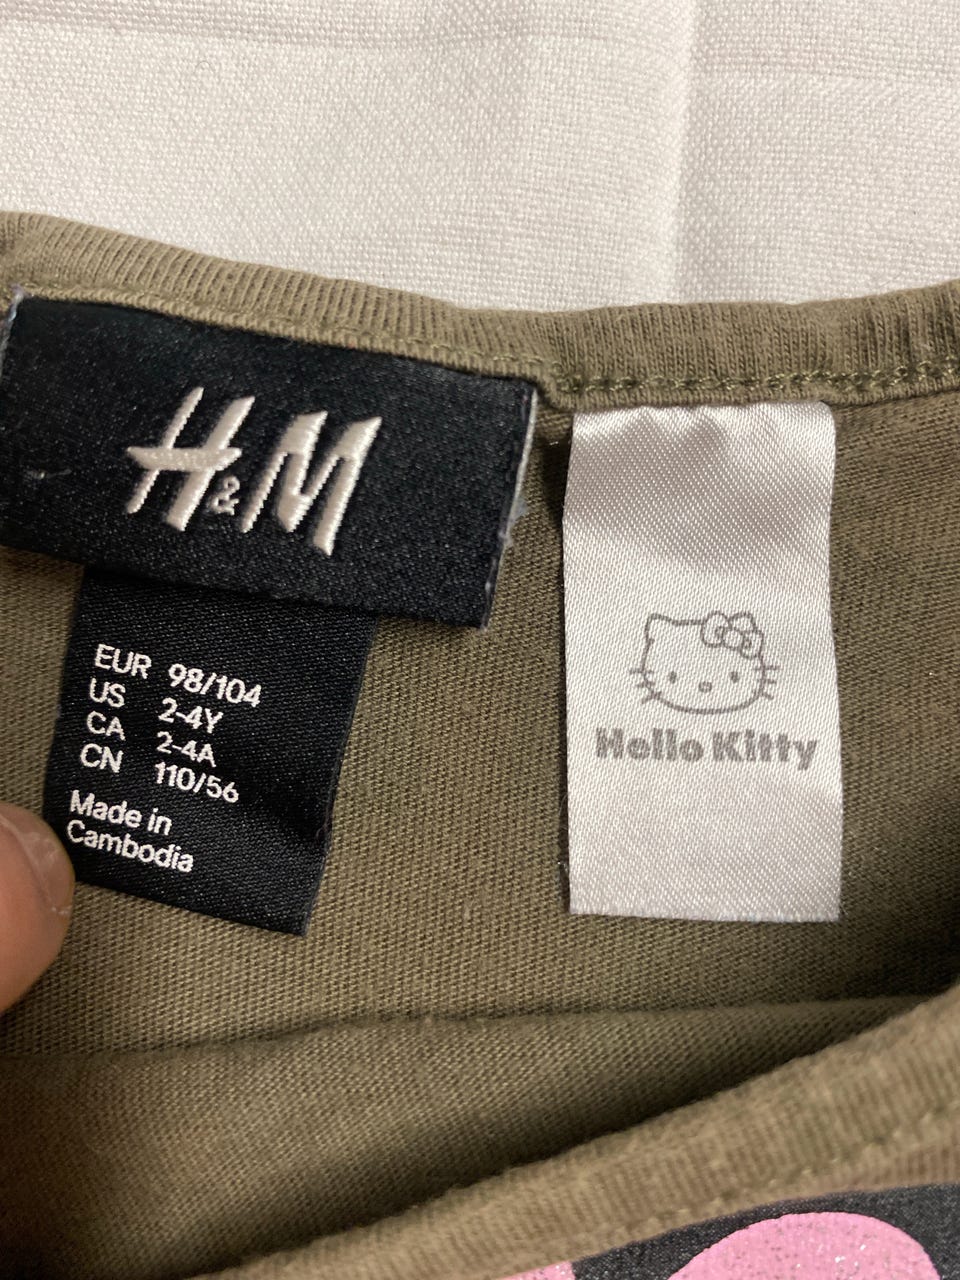 H&M
EUR 98/104
US 2-4Y
CA 2-4A
CN 110/56
Made in
Cambodia
Hello Kitty